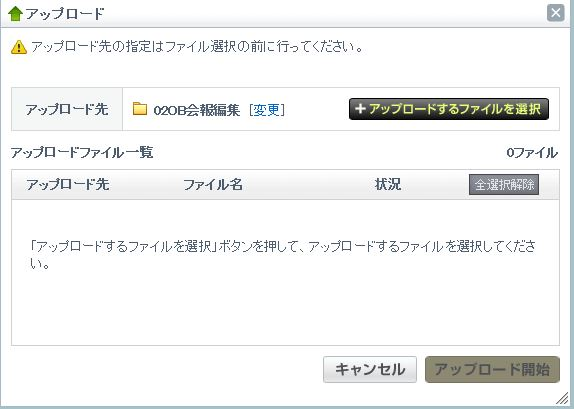 アップロード
アップロード先の指定はファイル選択の前に行ってください。
アップロード先 02OB会報編集 [変更] +アップロードするファイルを選択
アップロードファイル一覧 0ファイル
アップロード先 ファイル名 状況 全選択解除
「アップロードするファイルを選択」ボタンを押して、アップロードするファイルを選択してくださ
い。
キャンセル アップロード開始